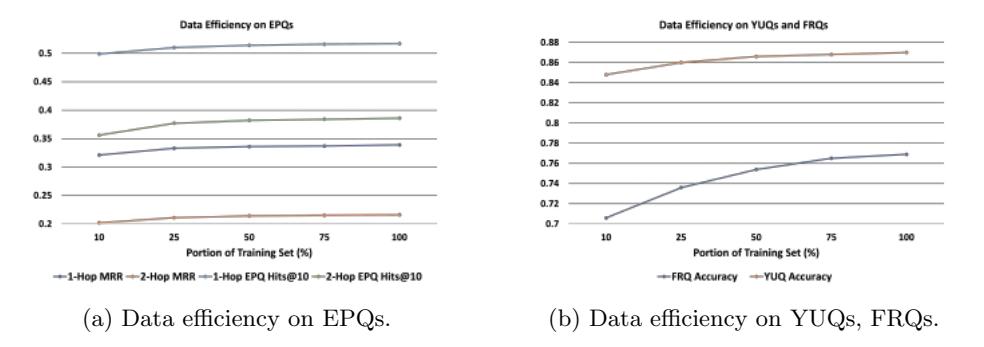 Data Efficiency on EPQs
0.5
0.45
0.4
0.35
0.3
0.25
0.2
10 25 50 75 100
Portion of Training Set (%)
1-Hop MRR 2-Hop MRR 1-Hop EPQ Hits@10 2-Hop EPQ Hits@10
(a) Data efficiency on EPQs.
Data Efficiency on YUQs and FRQs
0.88
0.86
0.84
0.82
0.8
0.78
0.76
0.74
0.72
0.7
10 25 50 75 100
Portion of Training Set (%)
FRQ Accuracy YUQ Accuracy
(b) Data efficiency on YUQs, FRQs.